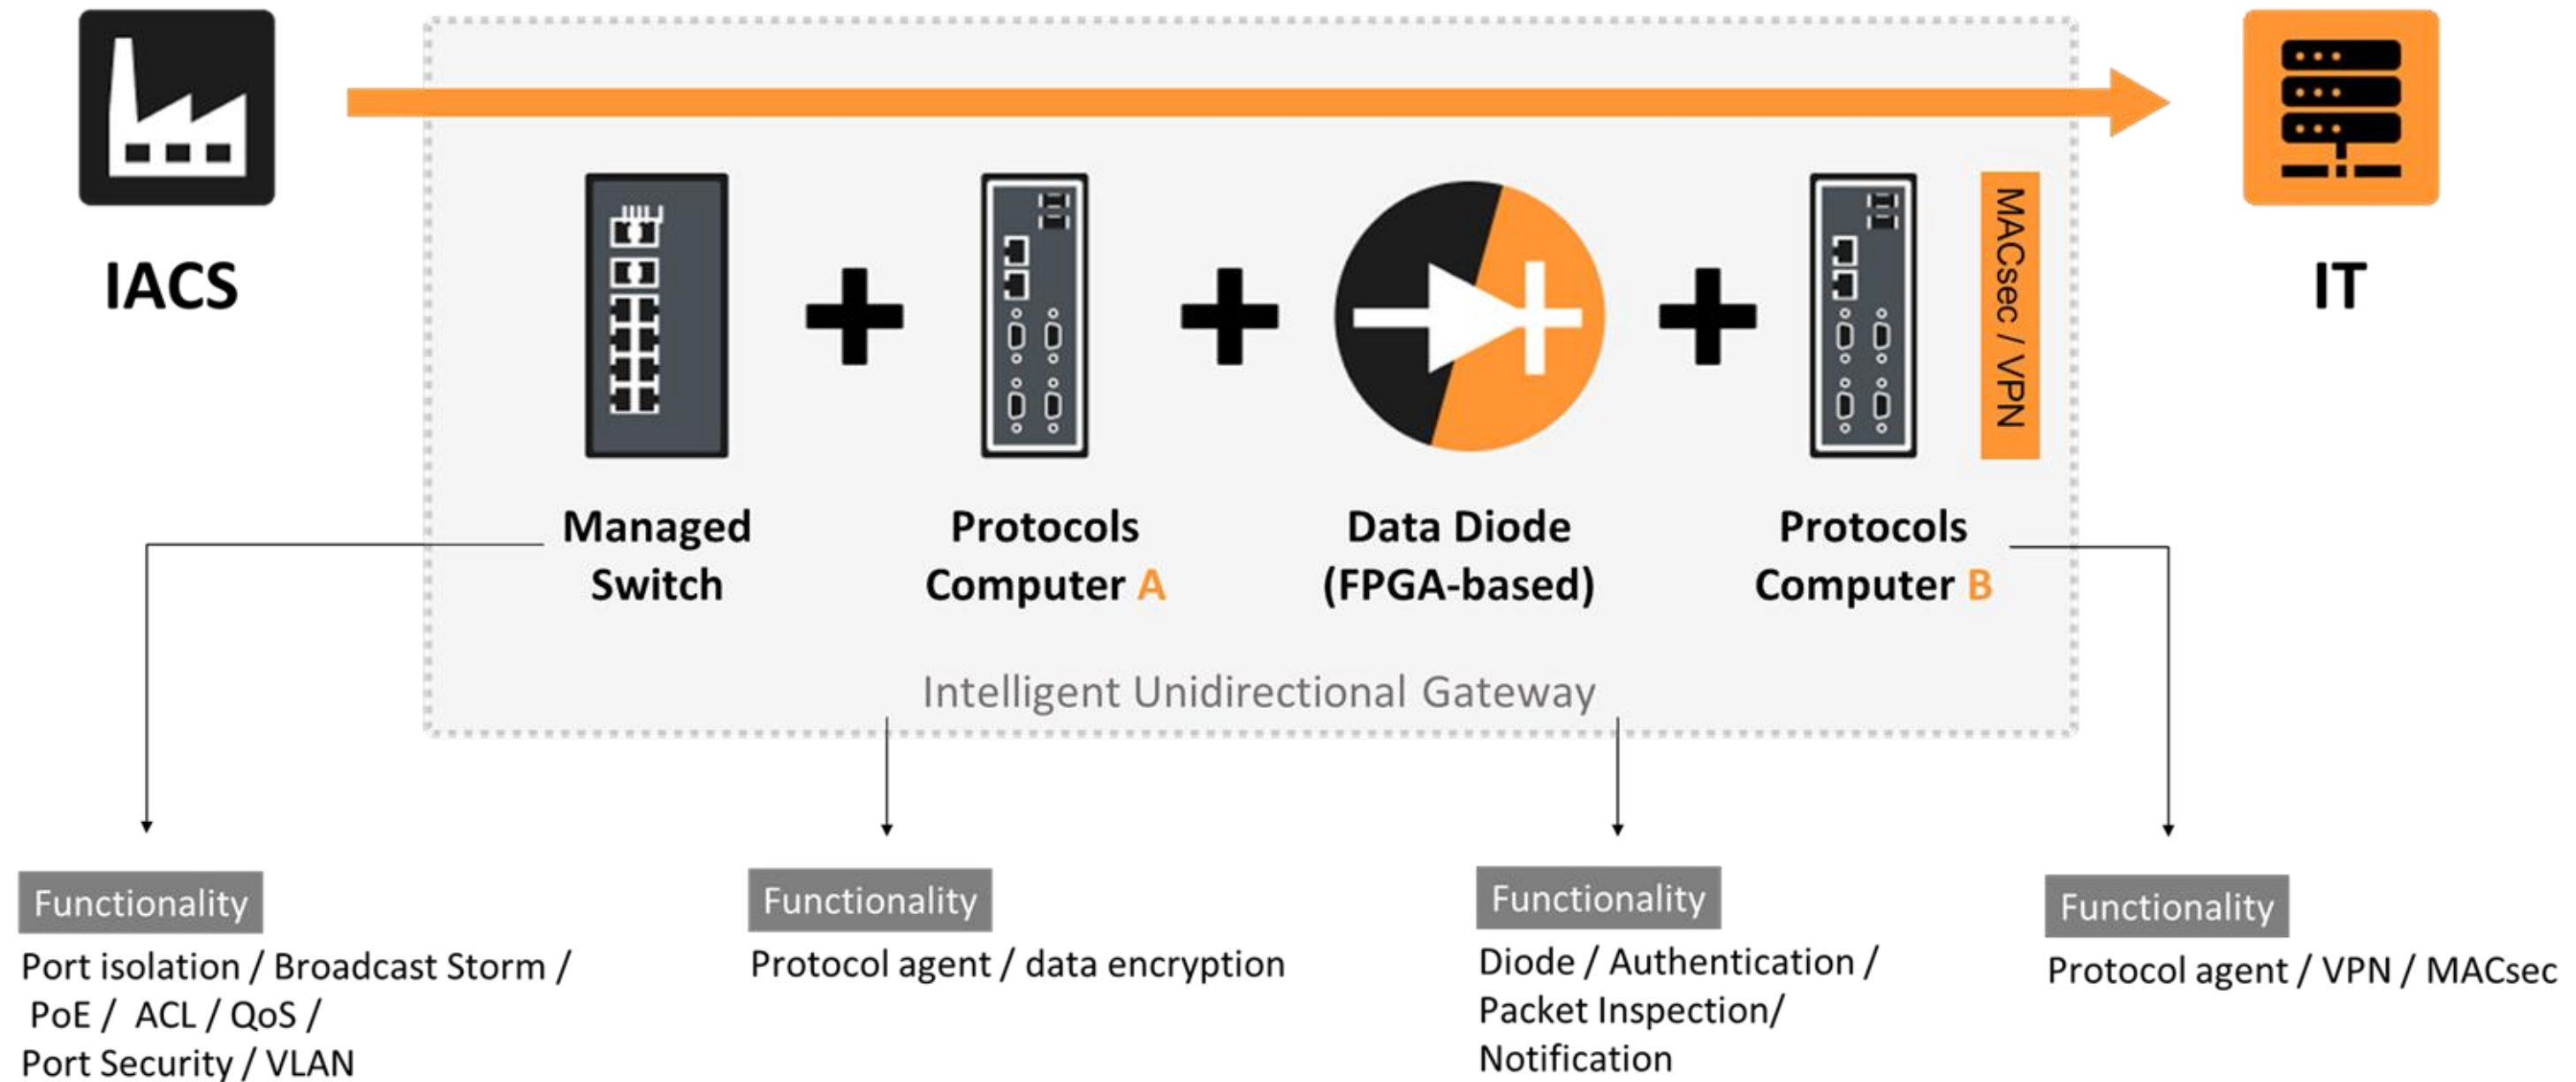 IACS
IT
MACsec / VPN
Managed
Switch
Protocols
Computer A
Data Diode
(FPGA-based)
Protocols
Computer B
Intelligent Unidirectional Gateway
Functionality
Port isolation / Broadcast Storm /
PoE / ACL / QoS /
Port Security / VLAN
Functionality
Protocol agent / data encryption
Functionality
Diode / Authentication /
Packet Inspection/
Notification
Functionality
Protocol agent / VPN / MACsec